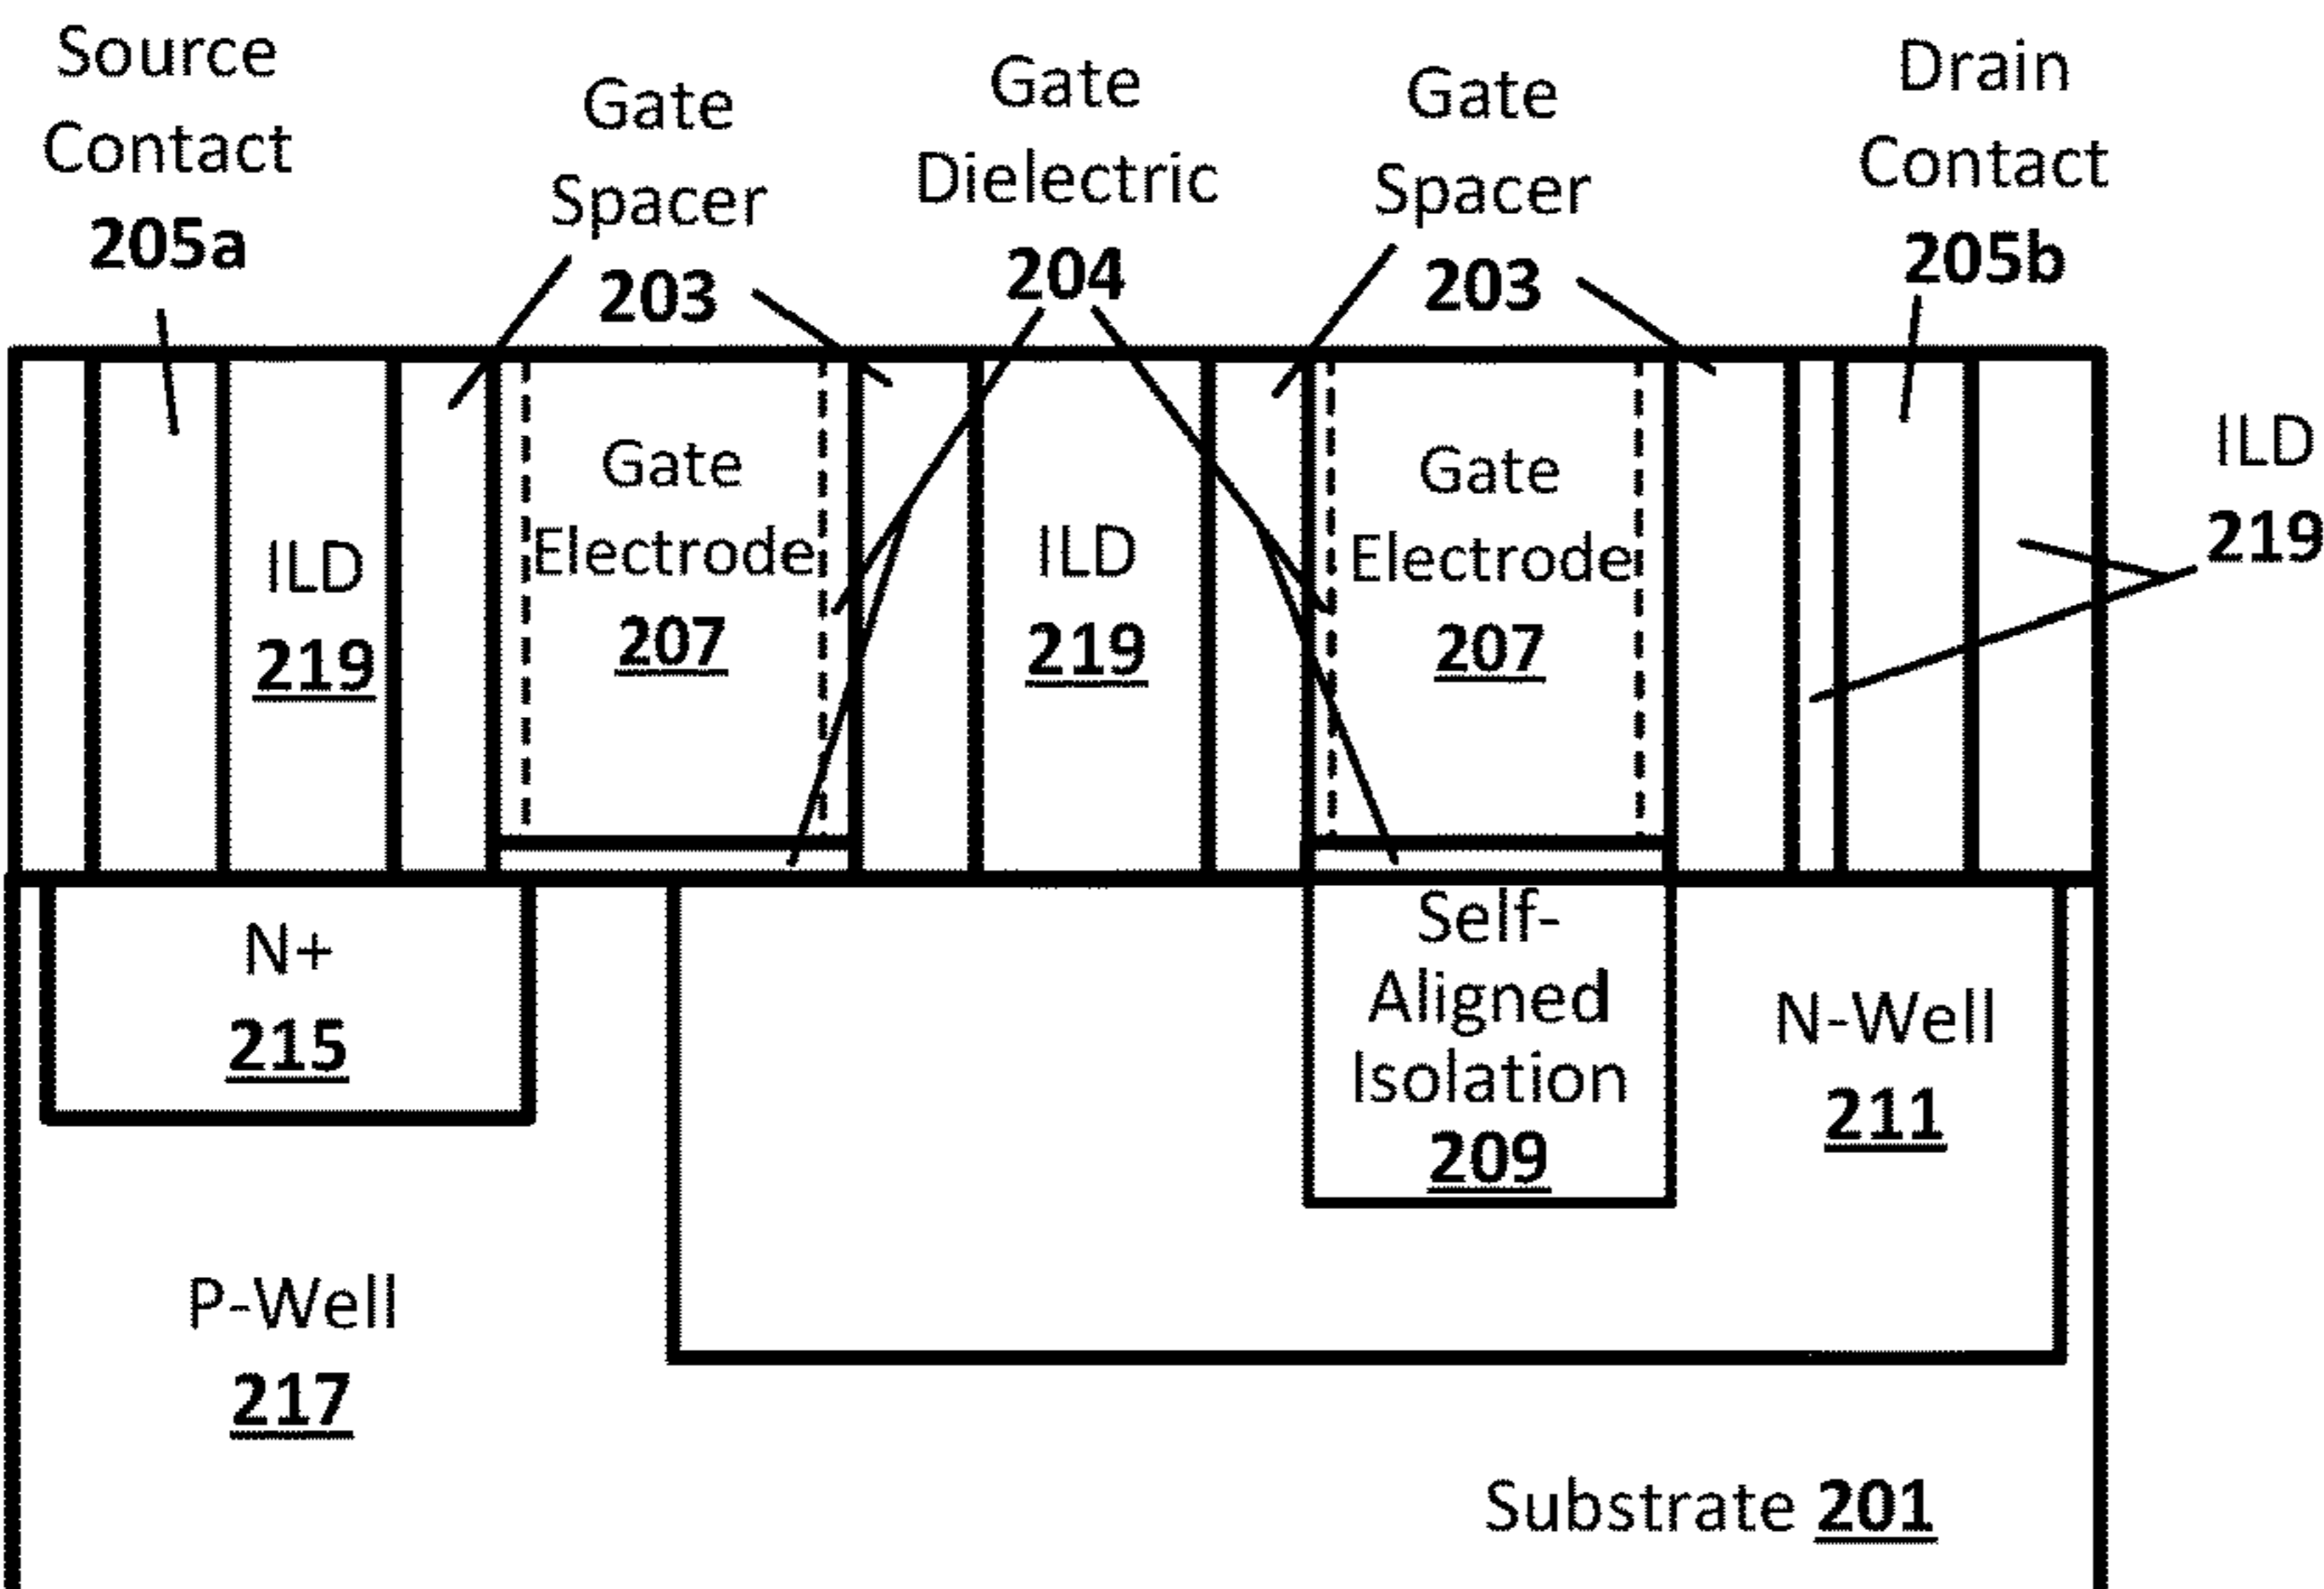 Source
Contact
205a
Gate
Spacer
203
Gate
Dielectric
204
Gate
Spacer
203
Drain
Contact
205b
ILD
219
Gate
Electrode
207
ILD
219
Gate
Electrode
207
ILD
219
N+
215
Self-
Aligned
Isolation
209
N-Well
211
P-Well
217
Substrate 201